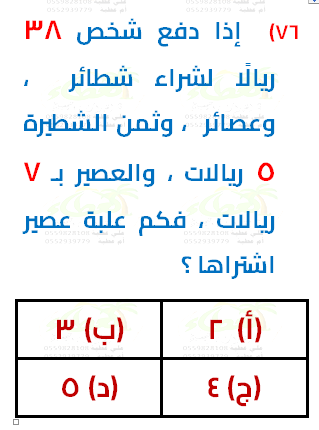 ٧٦) إذا دفع شخص ٣٨
ريالًا لشراء شطائر ،
وعصائر ، وثمن الشطيرة
٥ ريالات ، والعصير بـ ٧
ريالات ، فكم علبة عصير
اشتراها ؟
(أ) ٢ (ب) ٣
(ج) ٤ (د) ٥